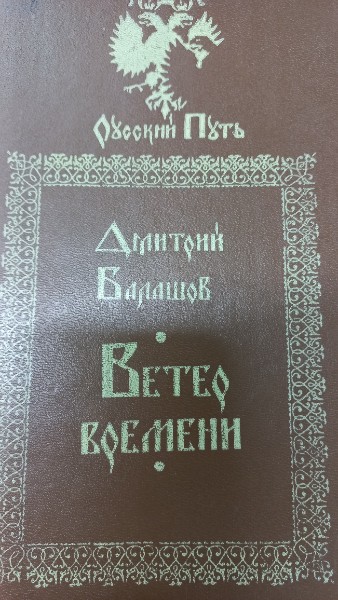 Русский Путь
Дмитрий
Балашов
Ветер
времени